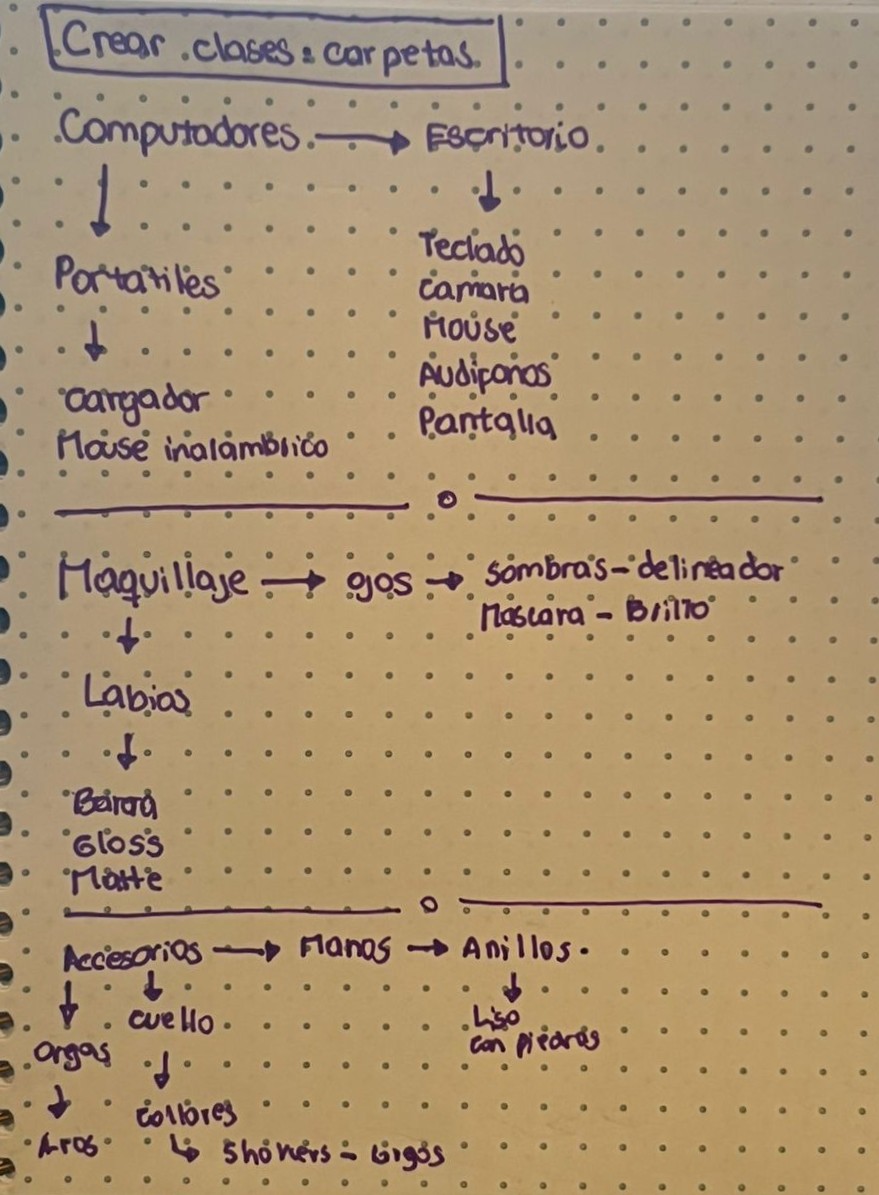 Crear clases = carpetas.
Computadores → Escritorio
Portatiles
Teclado
camara
Mouse
Audifonos
Pantalla
cargador
Mouse inalambrico
Maquillaje → ojos → Sombras - delineador
Mascara - Brillo
Labios
Barra
Gloss
Matte
Accesorios → Manos → Anillos.
cuello
Liso
con piedras
orejas
collares
Aros
↳ Shokers - largos